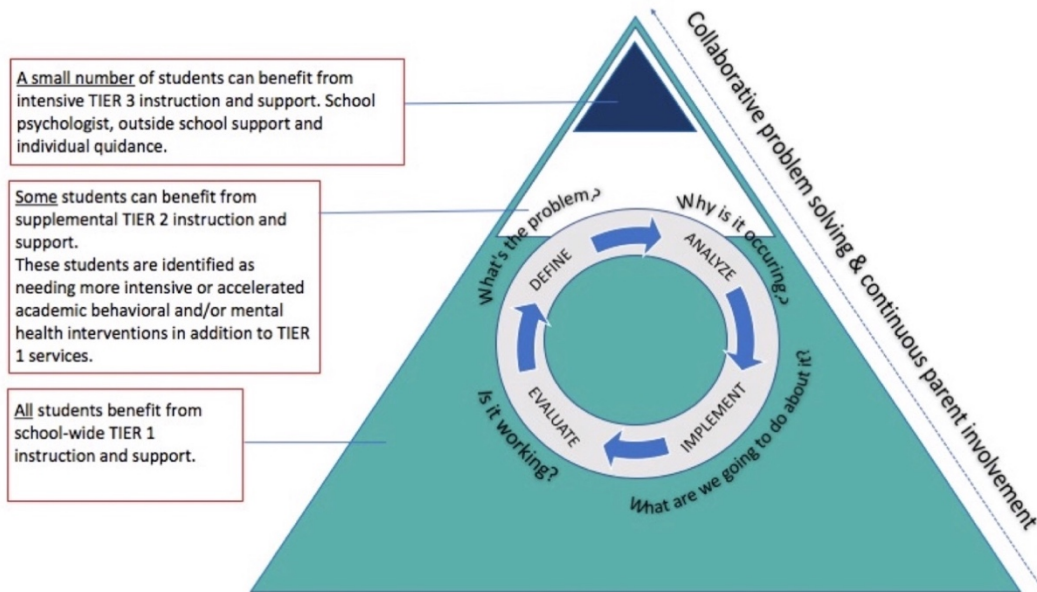 A small number of students can benefit from
intensive TIER 3 instruction and support. School
psychologist, outside school support and
individual quidance.
Some students can benefit from
supplemental TIER 2 instruction and
support.
These students are identified as
needing more intensive or accelerated
academic behavioral and/or mental
health interventions in addition to TIER
1 services.
All students benefit from
school-wide TIER 1
instruction and support.
What's the problem?
Why is it occuring?
What are we going to do about it?
Is it working?
DEFINE
ANALYZE
IMPLEMENT
EVALUATE
Collaborative problem solving & continuous parent involvement